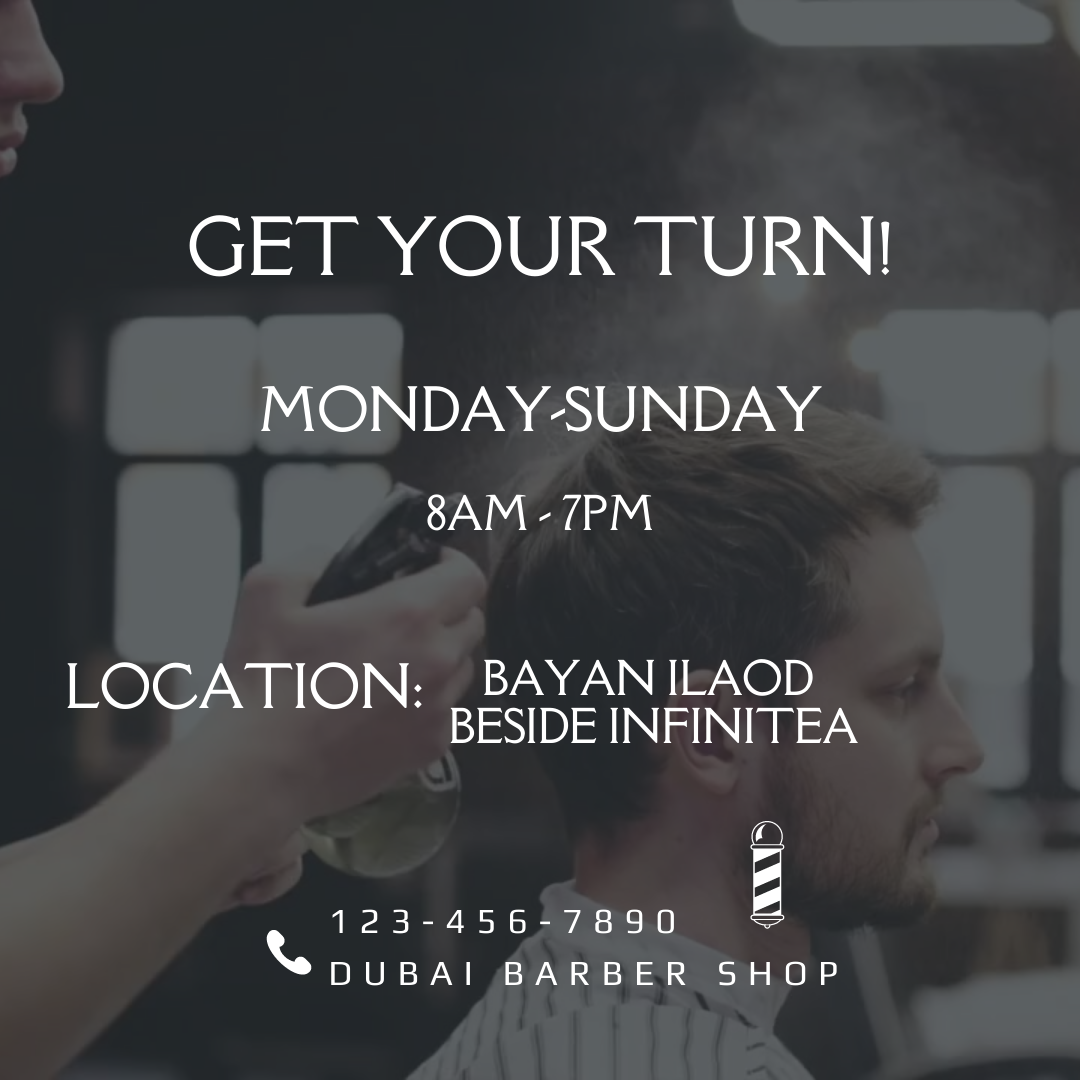 GET YOUR TURN!
MONDAY-SUNDAY
8AM - 7PM
LOCATION: BAYAN ILAOD
BESIDE INFINITEA
123-456-7890
DUBAI BARBER SHOP